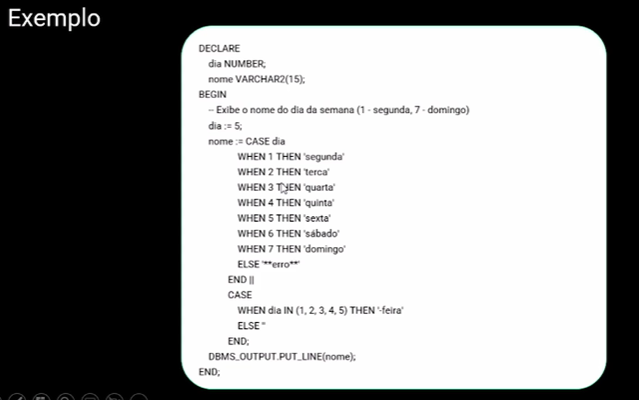 Exemplo
DECLARE
dia NUMBER;
nome VARCHAR2(15);
BEGIN
-- Exibe o nome do dia da semana (1 - segunda, 7 - domingo)
dia := 5;
nome := CASE dia
WHEN 1 THEN 'segunda'
WHEN 2 THEN 'terca'
WHEN 3 THEN 'quarta'
WHEN 4 THEN 'quinta'
WHEN 5 THEN 'sexta'
WHEN 6 THEN 'sábado'
WHEN 7 THEN 'domingo'
ELSE '**erro**'
END ||
CASE
WHEN dia IN (1, 2, 3, 4, 5) THEN '-feira'
ELSE ''
END;
DBMS_OUTPUT.PUT_LINE(nome);
END;